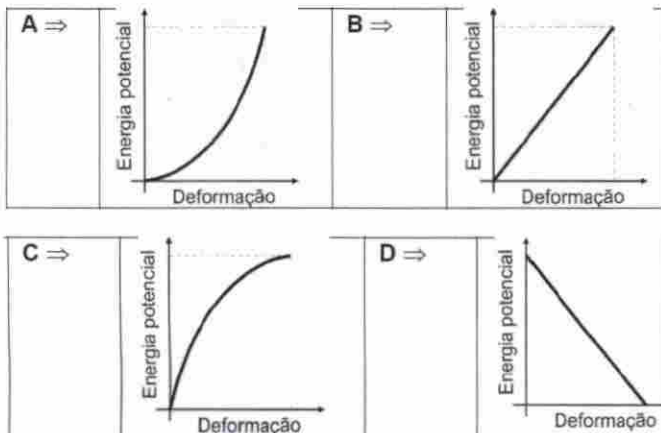 A ⇒
Energia potencial
Deformação
B ⇒
Energia potencial
Deformação
C ⇒
Energia potencial
Deformação
D ⇒
Energia potencial
Deformação